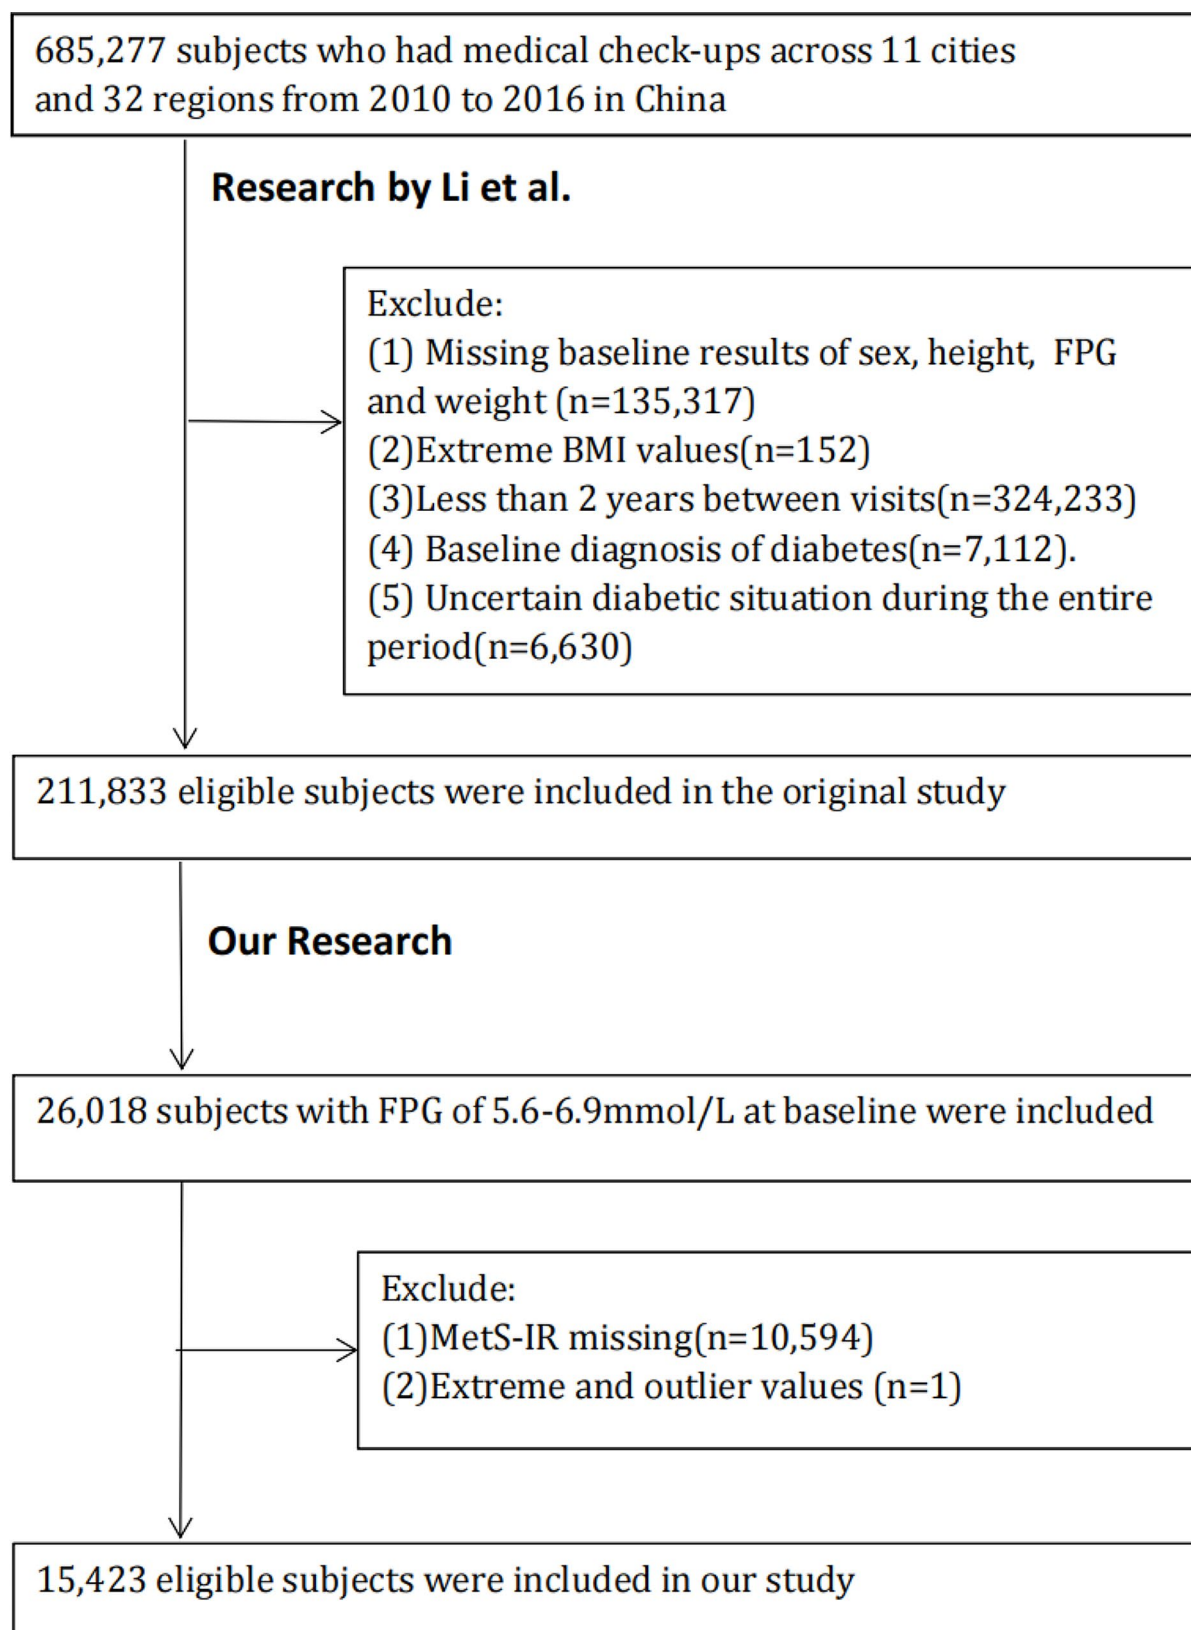 685,277 subjects who had medical check-ups across 11 cities
and 32 regions from 2010 to 2016 in China
Research by Li et al.
Exclude:
(1) Missing baseline results of sex, height, FPG
and weight (n=135,317)
(2)Extreme BMI values(n=152)
(3)Less than 2 years between visits(n=324,233)
(4) Baseline diagnosis of diabetes(n=7,112).
(5) Uncertain diabetic situation during the entire
period(n=6,630)
211,833 eligible subjects were included in the original study
Our Research
26,018 subjects with FPG of 5.6-6.9mmol/L at baseline were included
Exclude:
(1)MetS-IR missing(n=10,594)
(2)Extreme and outlier values (n=1)
15,423 eligible subjects were included in our study